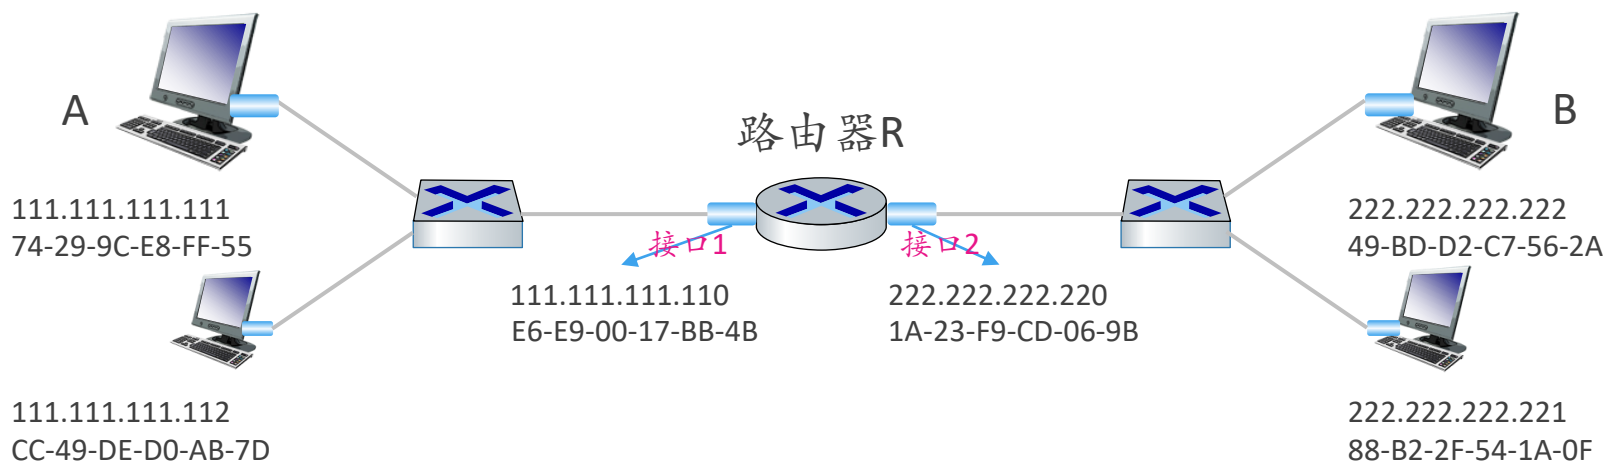 A
111.111.111.111
74-29-9C-E8-FF-55
111.111.111.112
CC-49-DE-D0-AB-7D
路由器R
接口1
接口2
111.111.111.110
E6-E9-00-17-BB-4B
222.222.222.220
1A-23-F9-CD-06-9B
B
222.222.222.222
49-BD-D2-C7-56-2A
222.222.222.221
88-B2-2F-54-1A-0F